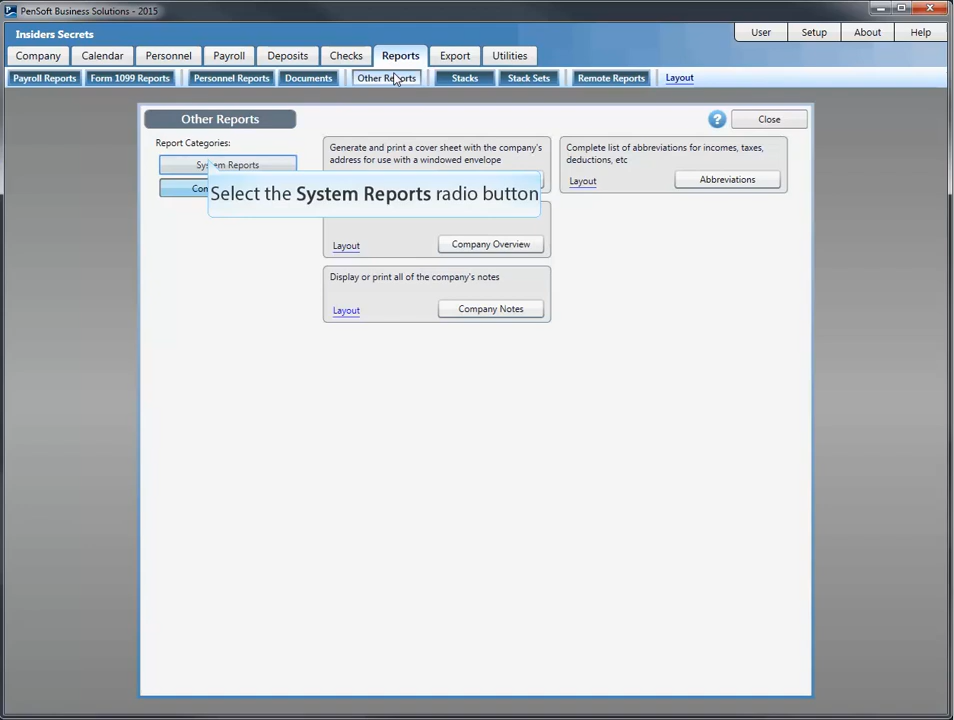 PenSoft Business Solutions - 2015
Insiders Secrets
User Setup About Help
Company Calendar Personnel Payroll Deposits Checks Reports Export Utilities
Payroll Reports Form 1099 Reports Personnel Reports Documents Other Reports Stacks Stack Sets Remote Reports Layout
Other Reports
? Close
Report Categories:
System Reports
Com
Select the System Reports radio button
Generate and print a cover sheet with the company's
address for use with a windowed envelope
Layout Company Overview
Display or print all of the company's notes
Layout Company Notes
Complete list of abbreviations for incomes, taxes,
deductions, etc
Layout Abbreviations